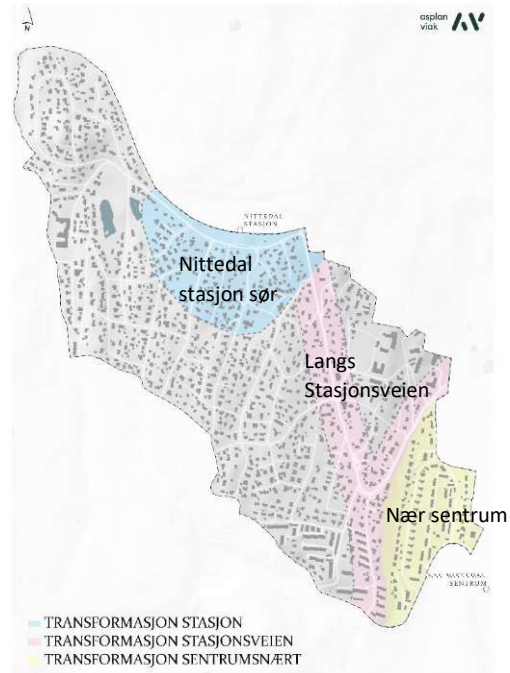 N
asplan
viak
NITTEDAL
STASJON
Nittedal
stasjon sør
Langs
Stasjonsveien
Nær sentrum
SENTRUM
TRANSFORMASJON STASJON
TRANSFORMASJON STASJONSVEIEN
TRANSFORMASJON SENTRUMSNÆRT